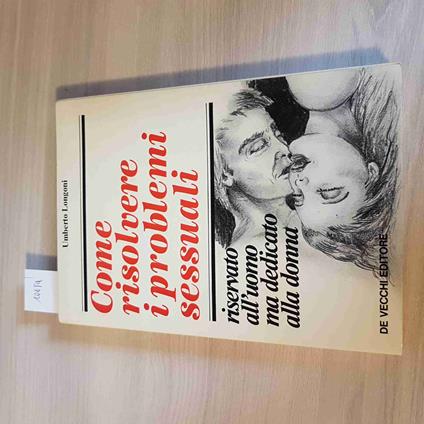 Umberto Longoni
Come
risolvere
i problemi
sessuali
riservato
all'uomo
ma dedicato
alla donna
DE VECCHI EDITORE